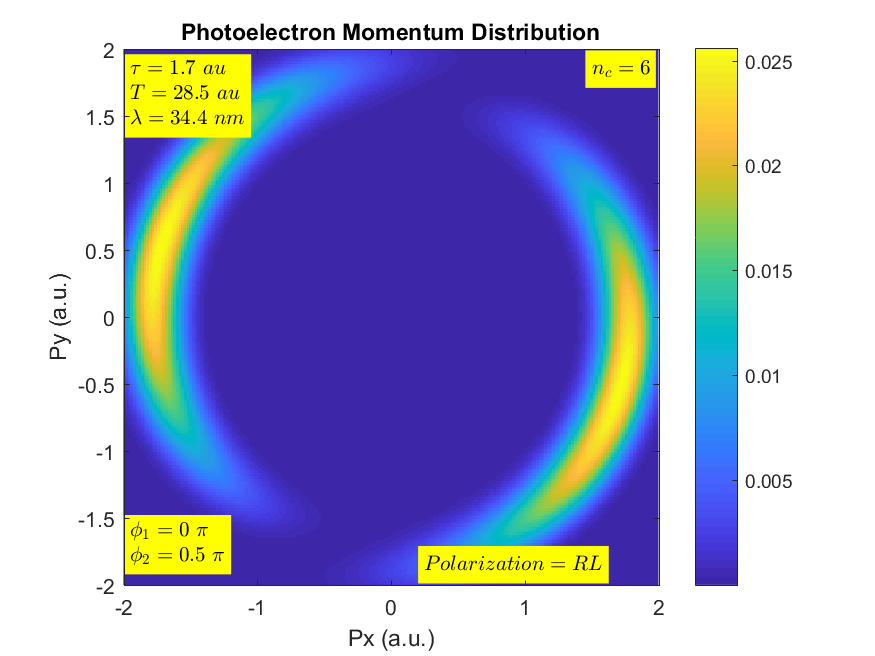 Photoelectron Momentum Distribution
τ = 1.7 au
T = 28.5 au
λ = 34.4 nm
n_c = 6
ϕ_1 = 0 π
ϕ_2 = 0.5 π
Polarization = RL
2
1.5
1
0.5
0
-0.5
-1
-1.5
-2
Py (a.u.)
-2
-1
0
1
2
Px (a.u.)
0.025
0.02
0.015
0.01
0.005